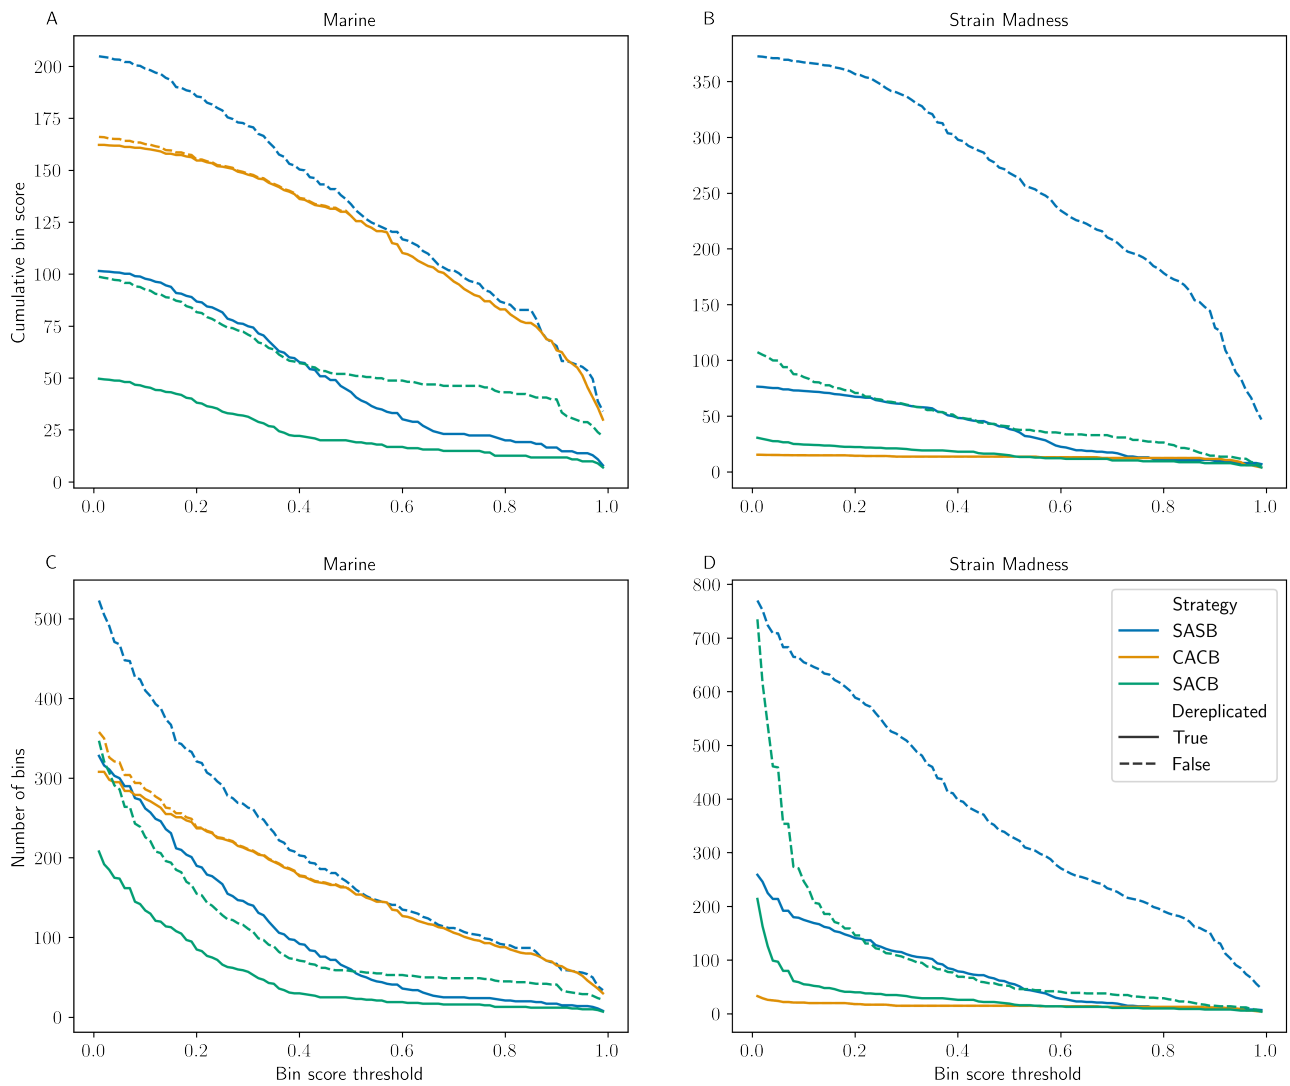 A
Marine
B
Strain Madness
Cumulative bin score
200
175
150
125
100
75
50
25
0
0.0 0.2 0.4 0.6 0.8 1.0
350
300
250
200
150
100
50
0
0.0 0.2 0.4 0.6 0.8 1.0
C
Marine
D
Strain Madness
Number of bins
500
400
300
200
100
0
0.0 0.2 0.4 0.6 0.8 1.0
Bin score threshold
800
700
600
500
400
300
200
100
0
0.0 0.2 0.4 0.6 0.8 1.0
Bin score threshold
Strategy
SASB
CACB
SACB
Dereplicated
True
False